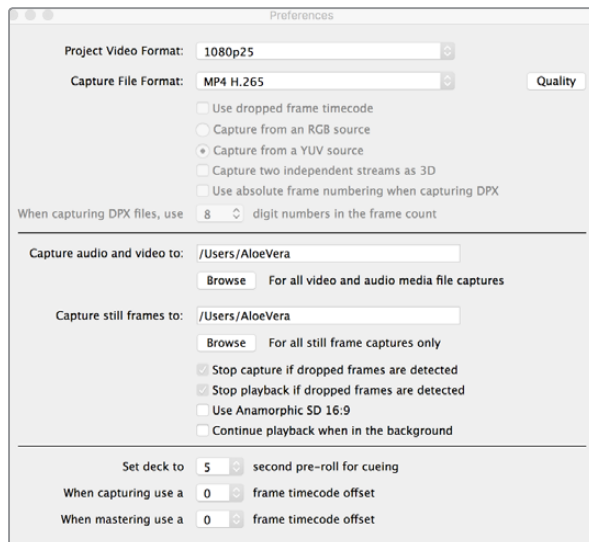 Preferences
Project Video Format: 1080p25
Capture File Format: MP4 H.265 Quality
Use dropped frame timecode
Capture from an RGB source
Capture from a YUV source
Capture two independent streams as 3D
Use absolute frame numbering when capturing DPX
When capturing DPX files, use 8 digit numbers in the frame count
Capture audio and video to: /Users/AloeVera
Browse For all video and audio media file captures
Capture still frames to: /Users/AloeVera
Browse For all still frame captures only
Stop capture if dropped frames are detected
Stop playback if dropped frames are detected
Use Anamorphic SD 16:9
Continue playback when in the background
Set deck to 5 second pre-roll for cueing
When capturing use a 0 frame timecode offset
When mastering use a 0 frame timecode offset